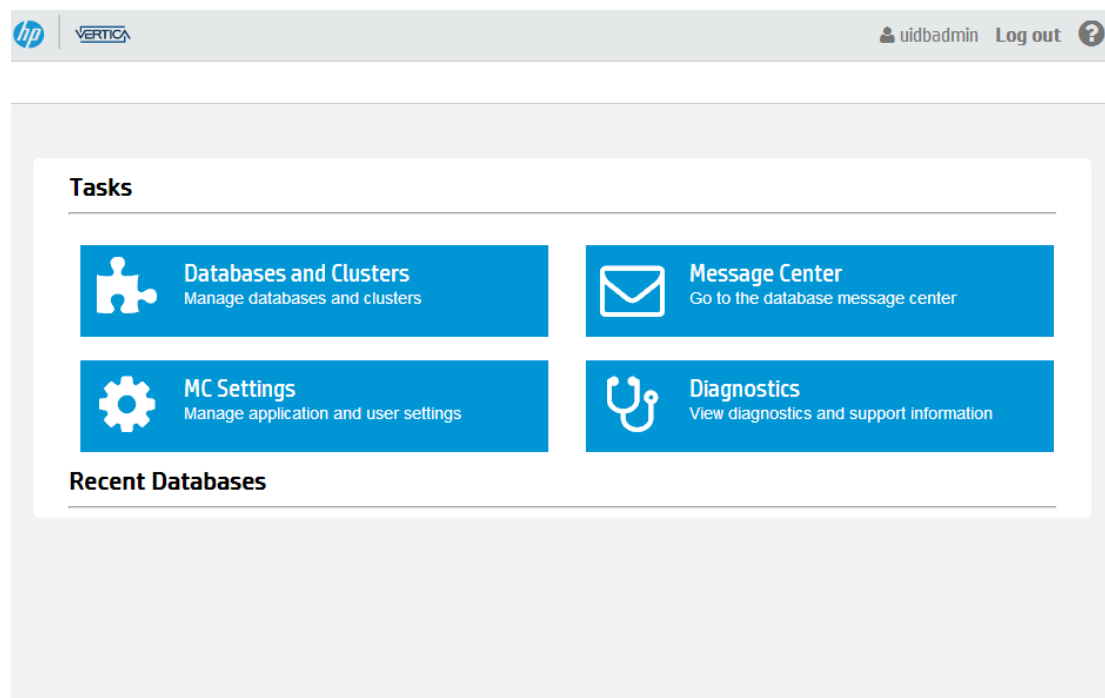 hp VERTICA
uidbadmin Log out ?
Tasks
Databases and Clusters
Manage databases and clusters
Message Center
Go to the database message center
MC Settings
Manage application and user settings
Diagnostics
View diagnostics and support information
Recent Databases